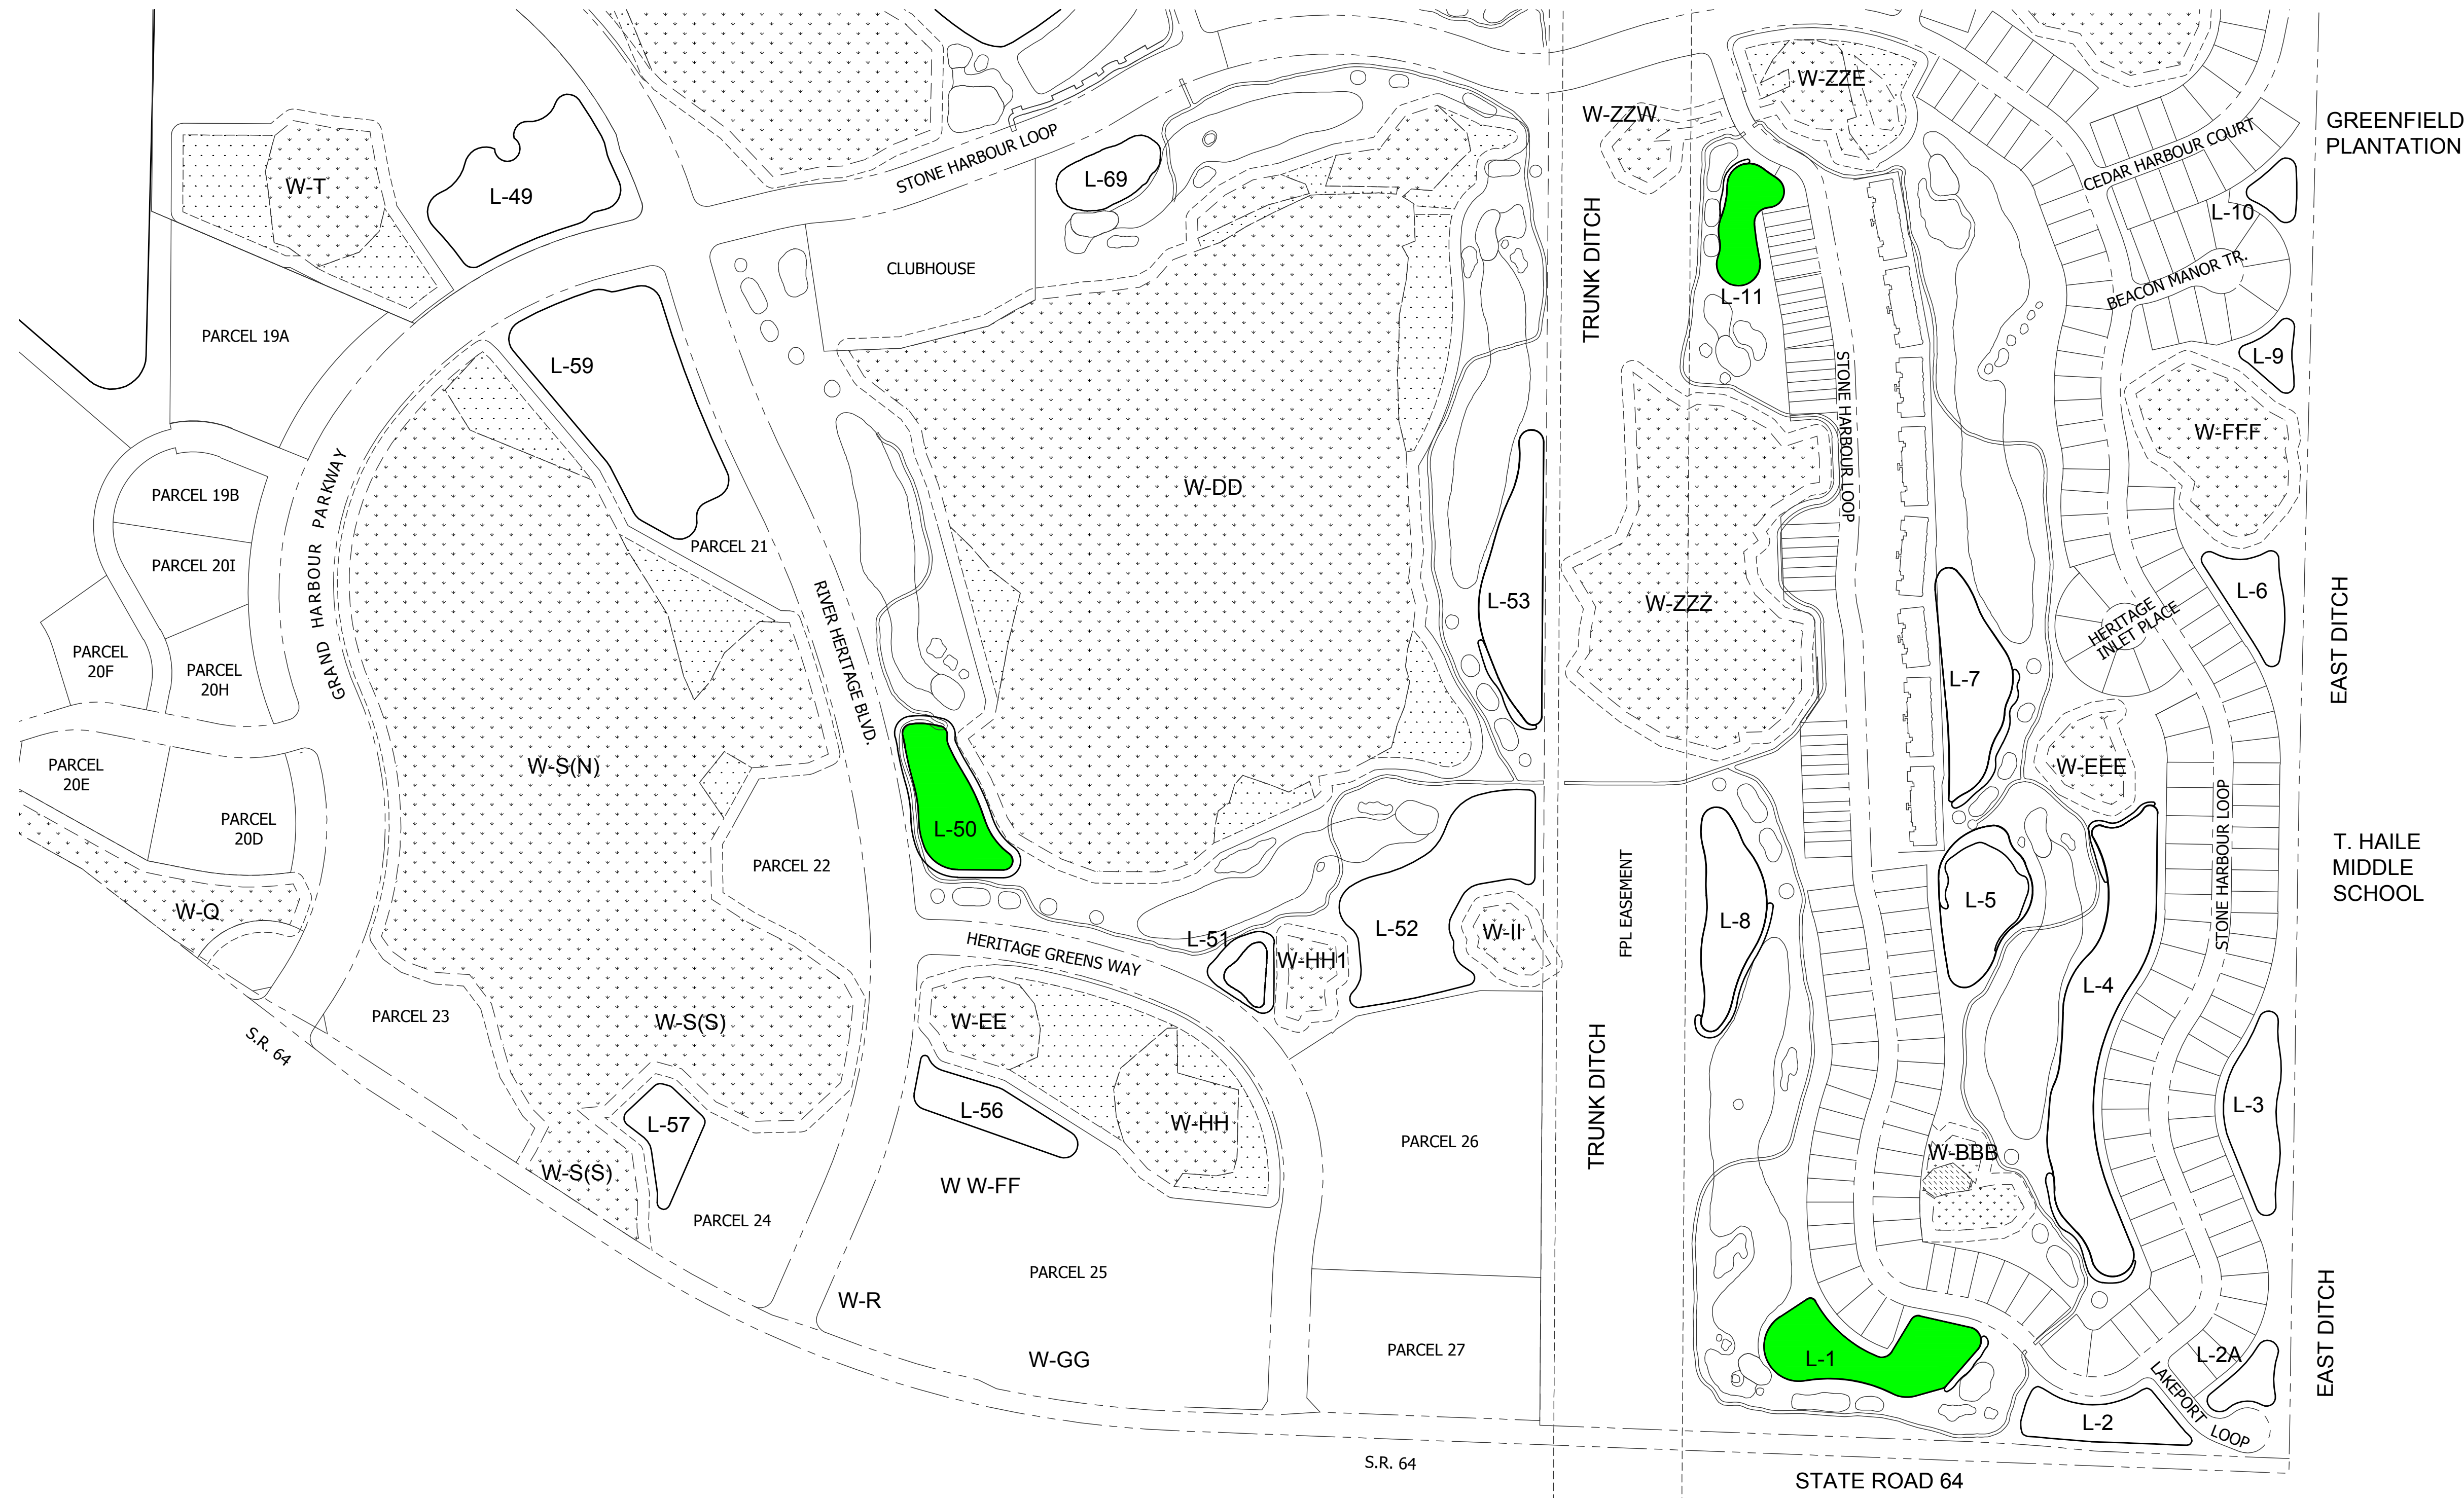 W-ZZE
W-ZZW
GREENFIELD
PLANTATION
STONE HARBOUR LOOP
CEDAR HARBOUR COURT
W-T
L-49
L-69
L-10
CLUBHOUSE
TRUNK DITCH
L-11
BEACON MANOR TR.
PARCEL 19A
L-59
L-9
STONE HARBOUR LOOP
W-FFF
GRAND HARBOUR PARKWAY
PARCEL 19B
W-DD
PARCEL 21
PARCEL 20I
L-53
W-ZZZ
L-6
HERITAGE
INLET PLACE
EAST DITCH
RIVER HERITAGE BLVD.
PARCEL
20F
PARCEL
20H
L-7
W-S(N)
PARCEL
20E
W-EEE
PARCEL
20D
L-50
PARCEL 22
STONE HARBOUR LOOP
T. HAILE
MIDDLE
SCHOOL
FPL EASEMENT
W-Q
L-5
L-8
L-52
W-II
L-51
W-HH1
HERITAGE GREENS WAY
L-4
PARCEL 23
W-S(S)
W-EE
S.R. 64
TRUNK DITCH
L-56
L-57
W-HH
L-3
PARCEL 26
W-BBB
W-S(S)
W W-FF
PARCEL 24
PARCEL 25
W-R
EAST DITCH
W-GG
PARCEL 27
L-1
L-2A
LAKEPORT LOOP
L-2
S.R. 64
STATE ROAD 64